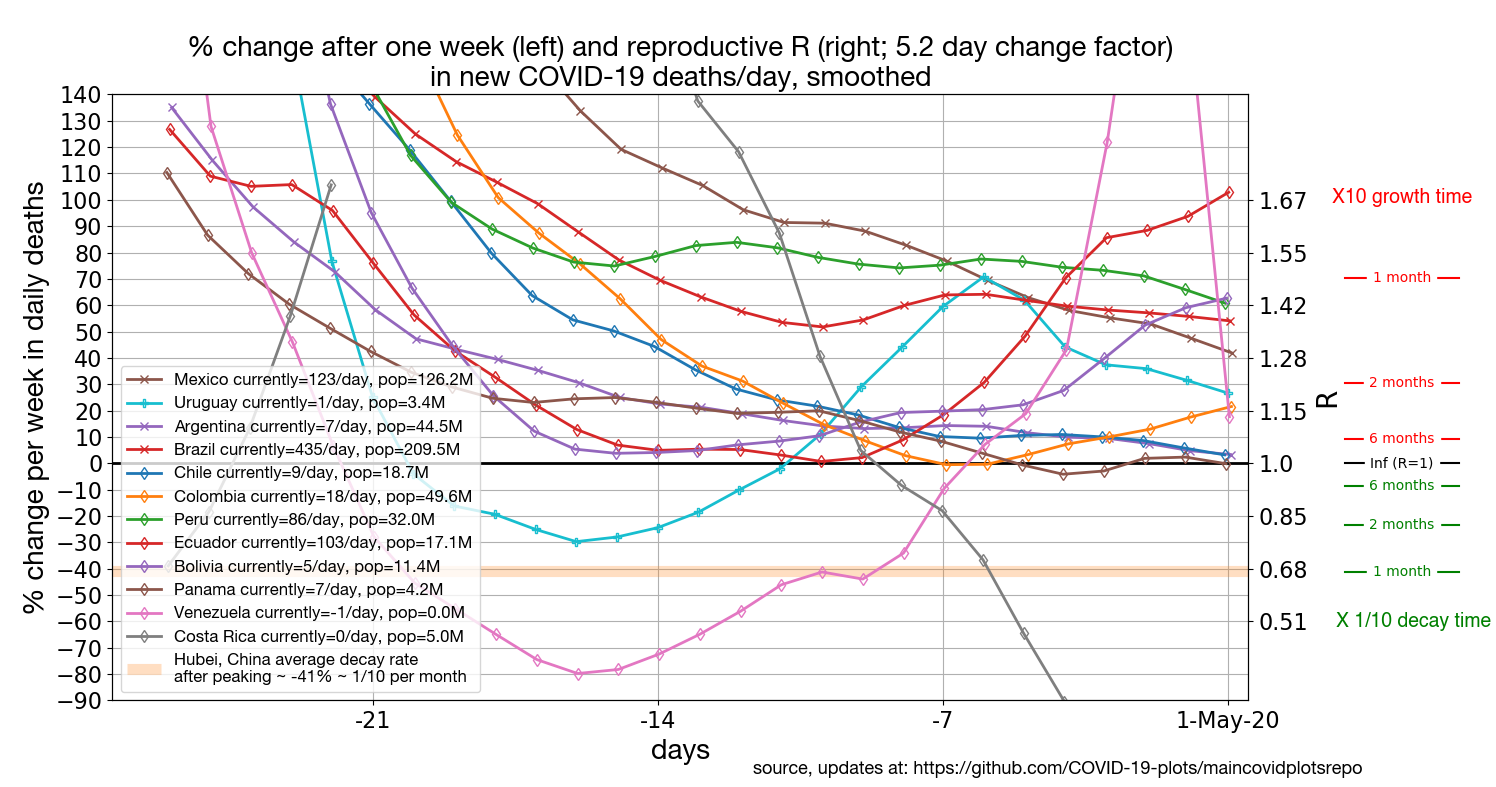 % change after one week (left) and reproductive R (right; 5.2 day change factor)
in new COVID-19 deaths/day, smoothed
% change per week in daily deaths
140
130
120
110
100
90
80
70
60
50
40
30
20
10
0
−10
−20
−30
−40
−50
−60
−70
−80
−90
Mexico currently=123/day, pop=126.2M
Uruguay currently=1/day, pop=3.4M
Argentina currently=7/day, pop=44.5M
Brazil currently=435/day, pop=209.5M
Chile currently=9/day, pop=18.7M
Colombia currently=18/day, pop=49.6M
Peru currently=86/day, pop=32.0M
Ecuador currently=103/day, pop=17.1M
Bolivia currently=5/day, pop=11.4M
Panama currently=7/day, pop=4.2M
Venezuela currently=-1/day, pop=0.0M
Costa Rica currently=0/day, pop=5.0M
Hubei, China average decay rate
after peaking ~ -41% ~ 1/10 per month
-21
-14
-7
1-May-20
days
1.67
1.55
1.42
1.28
1.15
1.0
0.85
0.68
0.51
R
X10 growth time
1 month
2 months
6 months
Inf (R=1)
6 months
2 months
1 month
X 1/10 decay time
source, updates at: https://github.com/COVID-19-plots/maincovidplotsrepo